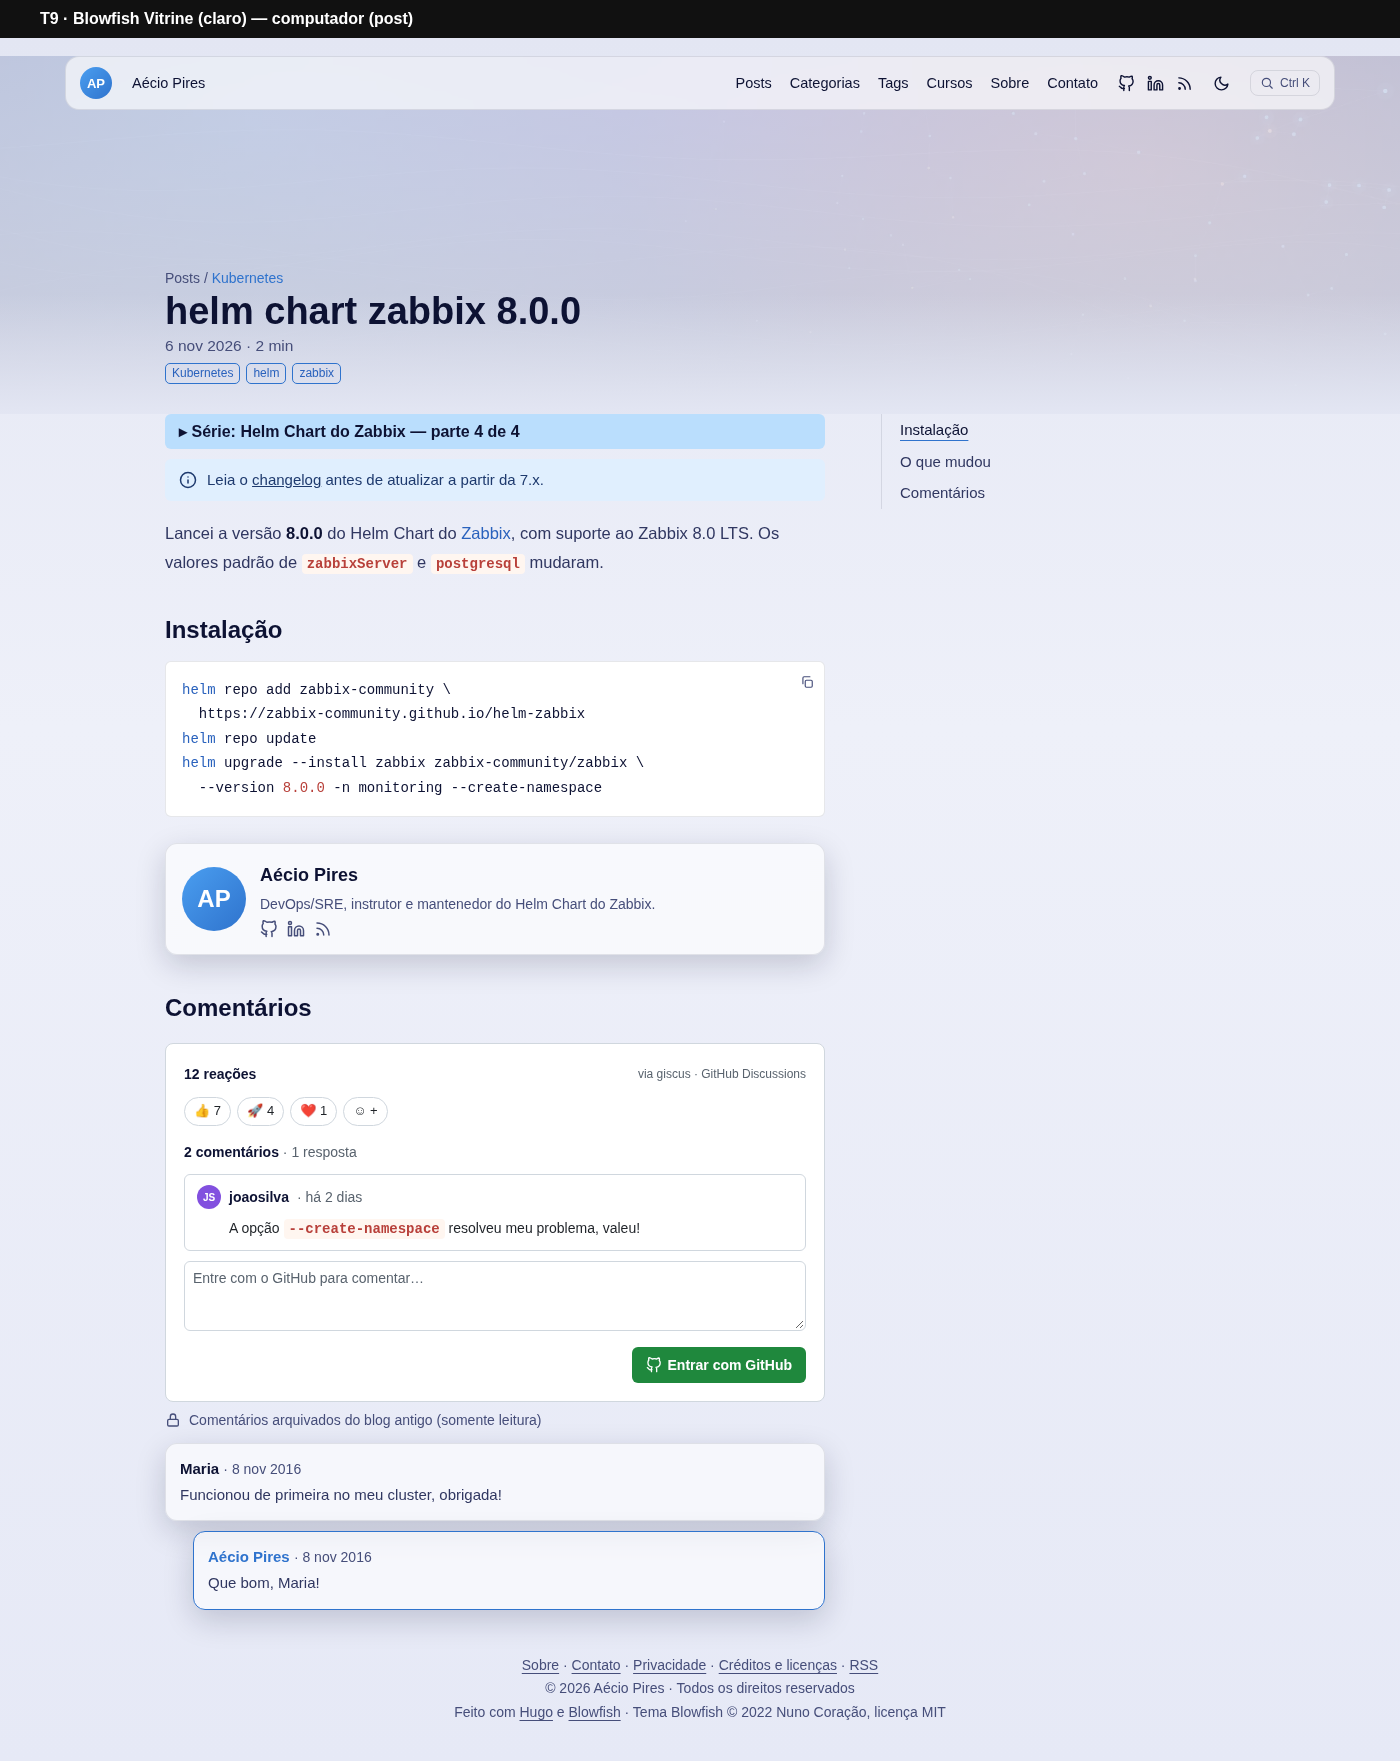 T9 · Blowfish Vitrine (claro) — computador (post)
AP Aécio Pires Posts Categorias Tags Cursos Sobre Contato Ctrl K
Posts / Kubernetes
helm chart zabbix 8.0.0
6 nov 2026 · 2 min
Kubernetes helm zabbix
▸ Série: Helm Chart do Zabbix — parte 4 de 4
Leia o changelog antes de atualizar a partir da 7.x.
Instalação
O que mudou
Comentários
Lancei a versão 8.0.0 do Helm Chart do Zabbix, com suporte ao Zabbix 8.0 LTS. Os
valores padrão de zabbixServer e postgresql mudaram.
Instalação
helm repo add zabbix-community \
  https://zabbix-community.github.io/helm-zabbix
helm repo update
helm upgrade --install zabbix zabbix-community/zabbix \
  --version 8.0.0 -n monitoring --create-namespace
AP
Aécio Pires
DevOps/SRE, instrutor e mantenedor do Helm Chart do Zabbix.
Comentários
12 reações via giscus · GitHub Discussions
👍 7 🚀 4 ❤️ 1 ☺ +
2 comentários · 1 resposta
JS joaosilva · há 2 dias
A opção --create-namespace resolveu meu problema, valeu!
Entre com o GitHub para comentar…
Entrar com GitHub
Comentários arquivados do blog antigo (somente leitura)
Maria · 8 nov 2016
Funcionou de primeira no meu cluster, obrigada!
Aécio Pires · 8 nov 2016
Que bom, Maria!
Sobre · Contato · Privacidade · Créditos e licenças · RSS
© 2026 Aécio Pires · Todos os direitos reservados
Feito com Hugo e Blowfish · Tema Blowfish © 2022 Nuno Coração, licença MIT